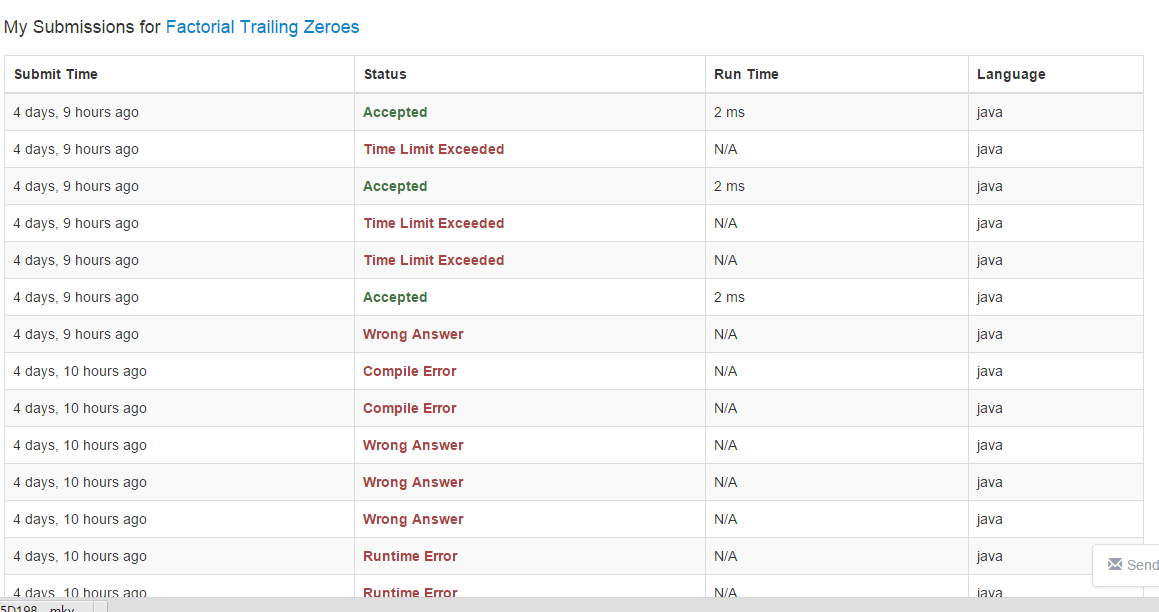 My Submissions for Factorial Trailing Zeroes
Submit Time Status Run Time Language
4 days, 9 hours ago Accepted 2 ms java
4 days, 9 hours ago Time Limit Exceeded N/A java
4 days, 9 hours ago Accepted 2 ms java
4 days, 9 hours ago Time Limit Exceeded N/A java
4 days, 9 hours ago Time Limit Exceeded N/A java
4 days, 9 hours ago Accepted 2 ms java
4 days, 9 hours ago Wrong Answer N/A java
4 days, 10 hours ago Compile Error N/A java
4 days, 10 hours ago Compile Error N/A java
4 days, 10 hours ago Wrong Answer N/A java
4 days, 10 hours ago Wrong Answer N/A java
4 days, 10 hours ago Wrong Answer N/A java
4 days, 10 hours ago Runtime Error N/A java
Send
4 days, 10 hours ago Runtime Error N/A java
5D198....mkv